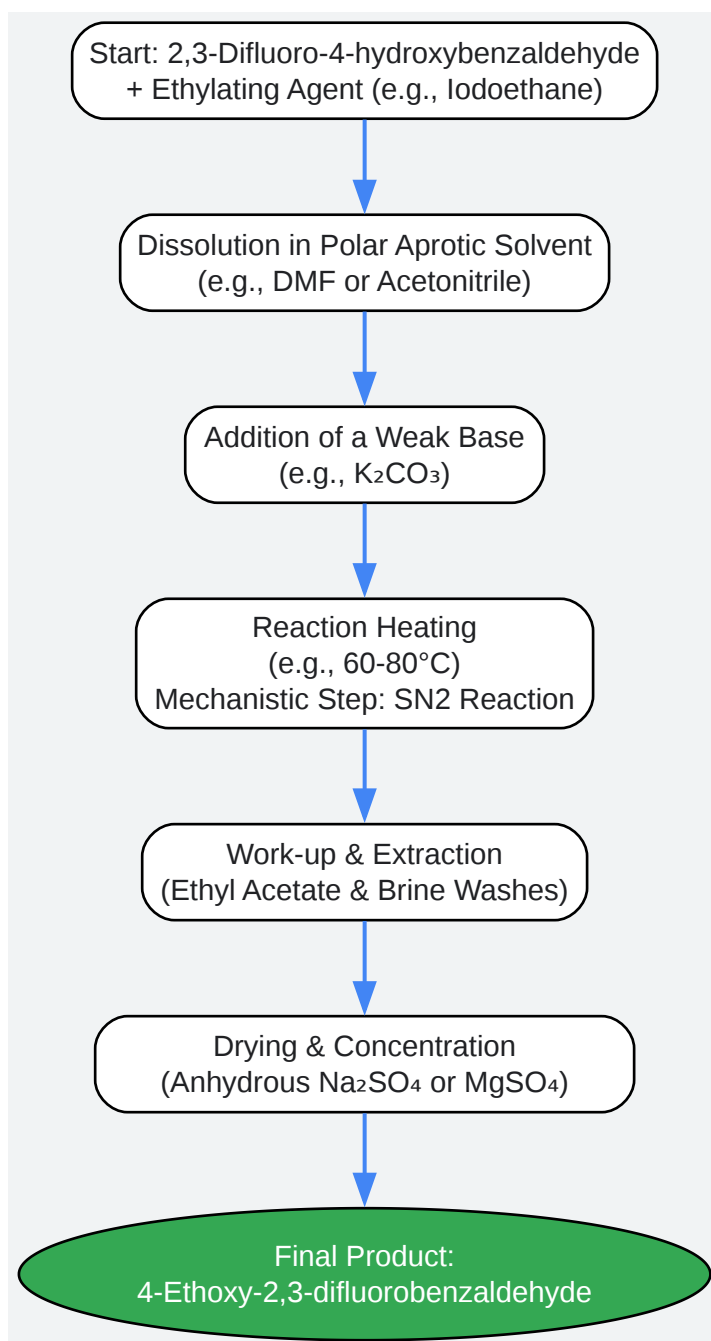 Start: 2,3-Difluoro-4-hydroxybenzaldehyde
+ Ethylating Agent (e.g., Iodoethane)
Dissolution in Polar Aprotic Solvent
(e.g., DMF or Acetonitrile)
Addition of a Weak Base
(e.g., K₂CO₃)
Reaction Heating
(e.g., 60-80°C)
Mechanistic Step: SN2 Reaction
Work-up & Extraction
(Ethyl Acetate & Brine Washes)
Drying & Concentration
(Anhydrous Na₂SO₄ or MgSO₄)
Final Product:
4-Ethoxy-2,3-difluorobenzaldehyde